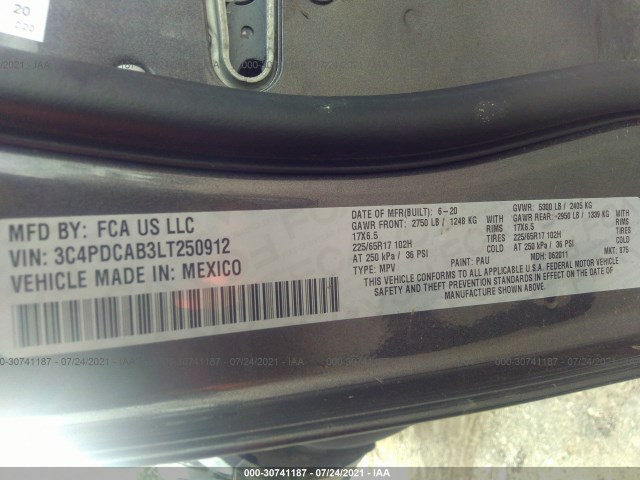 20
MFD BY: FCA US LLC
VIN: 3C4PDCAB3LT250912
VEHICLE MADE IN: MEXICO
DATE OF MFR(BUILT): 6-20 GVWR: 5300 LB / 2405 KG
GAWR FRONT: 2750 LB / 1248 KG WITH GAWR REAR: 2950 LB / 1338 KG WITH
17X6.5 RIMS 17X6.5 RIMS
225/65R17 102H TIRES 225/65R17 102H TIRES
AT 250 kPa / 36 PSI COLD AT 250 kPa / 36 PSI COLD
TYPE: MPV PAINT: PAU MDH: 062011 MKT:
THIS VEHICLE CONFORMS TO ALL APPLICABLE U.S.A. FEDERAL MOTOR VEHICLE
SAFETY AND THEFT PREVENTION STANDARDS IN EFFECT ON THE DATE OF
MANUFACTURE SHOWN ABOVE.
000-30741187 - 07/24/2021 - IAA